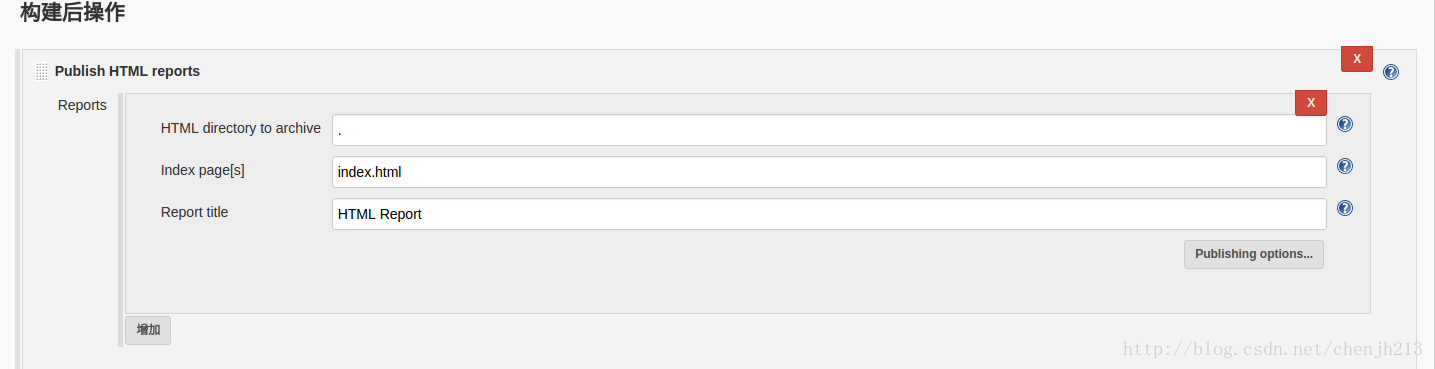 构建后操作
Publish HTML reports
X
?
Reports
X
HTML directory to archive
.
?
Index page[s]
index.html
?
Report title
HTML Report
?
Publishing options...
增加
http://blog.csdn.net/chenjh213